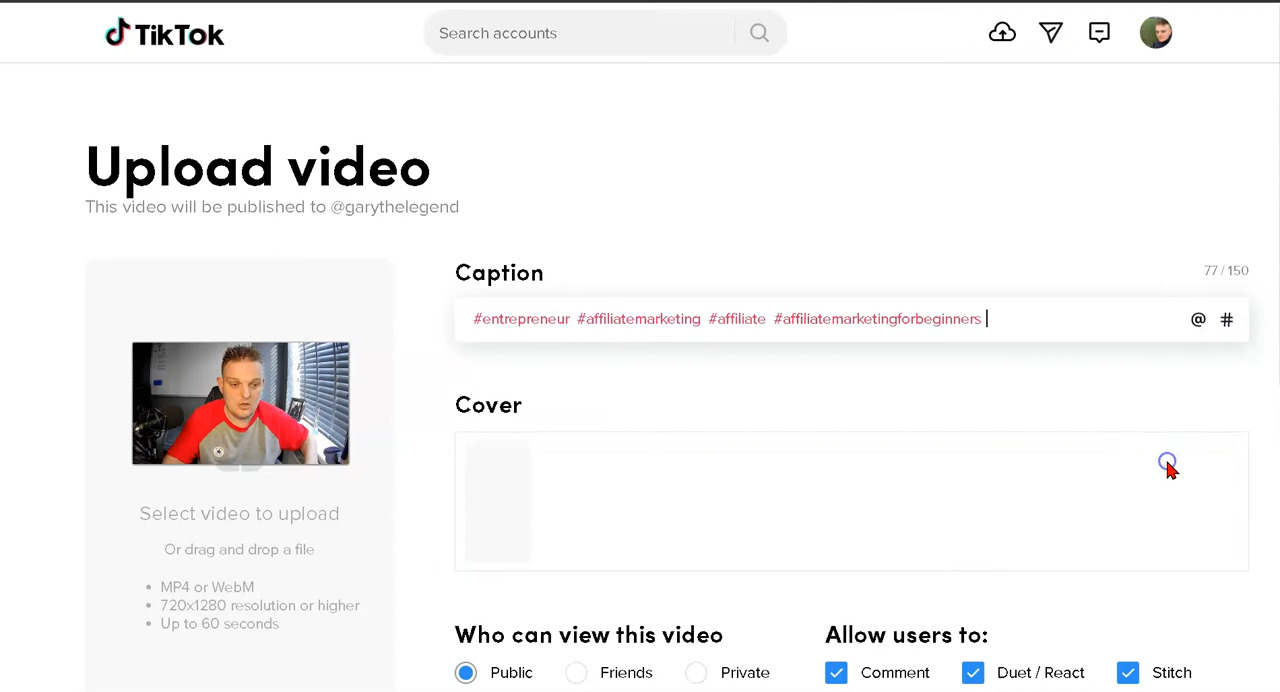 TikTok
Search accounts
Upload video
This video will be published to @garythelegend
Caption
77 / 150
#entrepreneur #affiliatemarketing #affiliate #affiliatemarketingforbeginners
@ #
Cover
Select video to upload
Or drag and drop a file
• MP4 or WebM
• 720x1280 resolution or higher
• Up to 60 seconds
Who can view this video
Public
Friends
Private
Allow users to:
Comment
Duet / React
Stitch